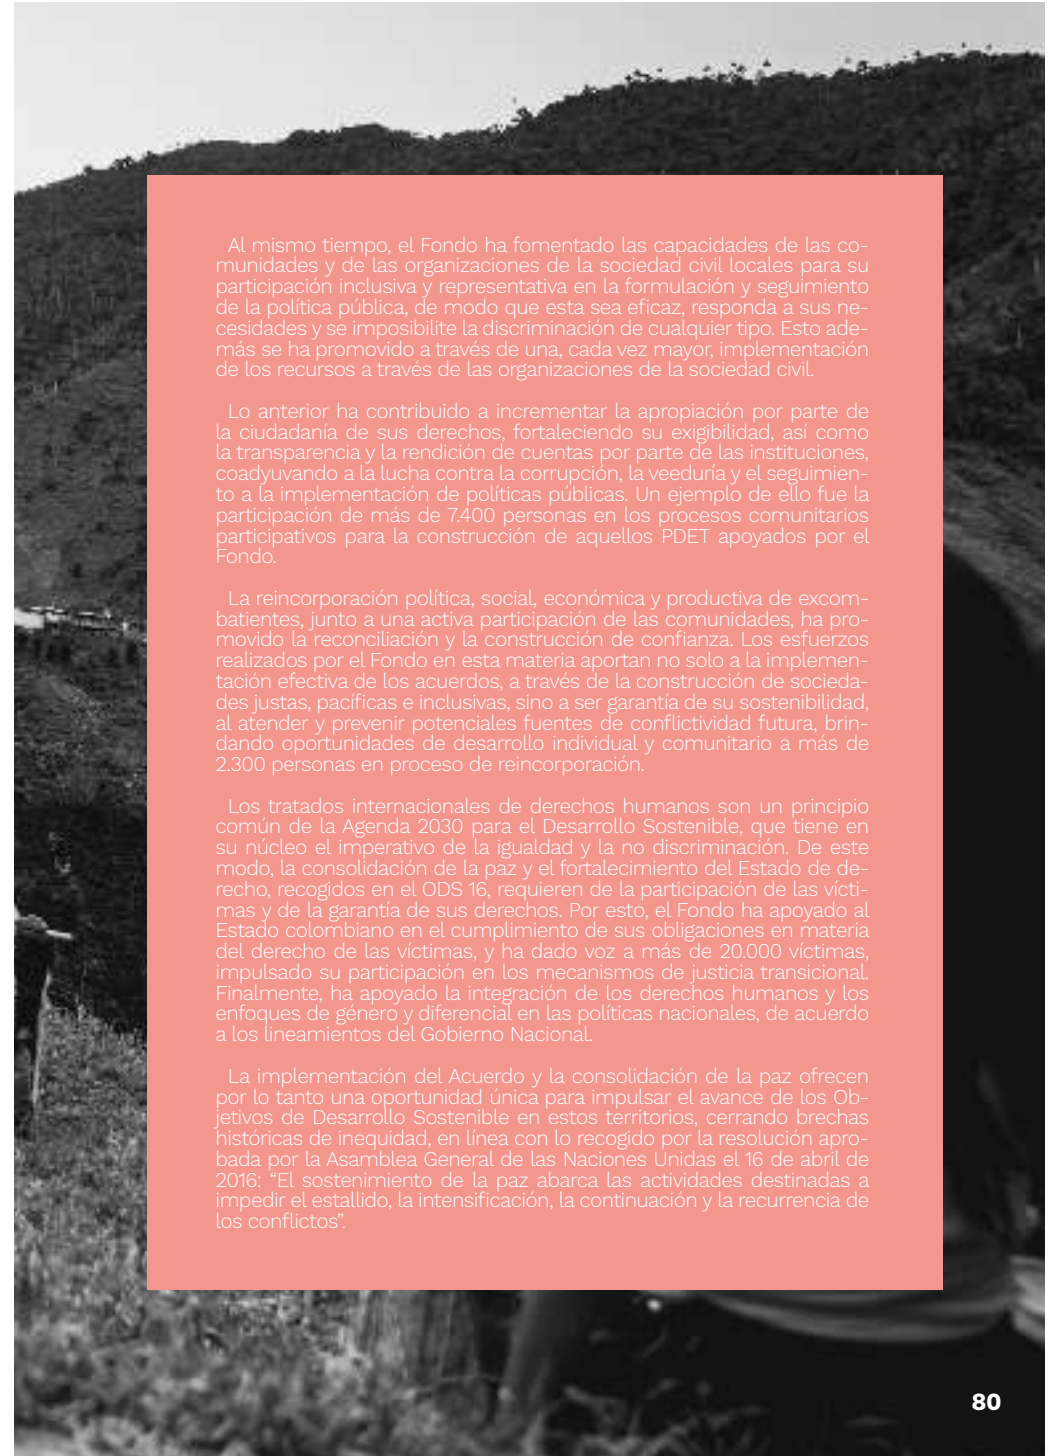 Al mismo tiempo, el Fondo ha fomentado las capacidades de las co-
munidades y de las organizaciones de la sociedad civil locales para su
participación inclusiva y representativa en la formulación y seguimiento
de la política pública, de modo que esta sea eficaz, responda a sus ne-
cesidades y se imposibilite la discriminación de cualquier tipo. Esto ade-
más se ha promovido a través de una, cada vez mayor, implementación
de los recursos a través de las organizaciones de la sociedad civil.
Lo anterior ha contribuido a incrementar la apropiación por parte de
la ciudadanía de sus derechos, fortaleciendo su exigibilidad, así como
la transparencia y la rendición de cuentas por parte de las instituciones,
coadyuvando a la lucha contra la corrupción, la veeduría y el seguimien-
to a la implementación de políticas públicas. Un ejemplo de ello fue la
participación de más de 7.400 personas en los procesos comunitarios
participativos para la construcción de aquellos PDET apoyados por el
Fondo.
La reincorporación política, social, económica y productiva de excom-
batientes, junto a una activa participación de las comunidades, ha pro-
movido la reconciliación y la construcción de confianza. Los esfuerzos
realizados por el Fondo en esta materia aportan no solo a la implemen-
tación efectiva de los acuerdos, a través de la construcción de socieda-
des justas, pacíficas e inclusivas, sino a ser garantía de su sostenibilidad,
al atender y prevenir potenciales fuentes de conflictividad futura, brin-
dando oportunidades de desarrollo individual y comunitario a más de
2.300 personas en proceso de reincorporación.
Los tratados internacionales de derechos humanos son un principio
común de la Agenda 2030 para el Desarrollo Sostenible, que tiene en
su núcleo el imperativo de la igualdad y la no discriminación. De este
modo, la consolidación de la paz y el fortalecimiento del Estado de de-
recho, recogidos en el ODS 16, requieren de la participación de las vícti-
mas y de la garantía de sus derechos. Por esto, el Fondo ha apoyado al
Estado colombiano en el cumplimiento de sus obligaciones en materia
del derecho de las víctimas, y ha dado voz a más de 20.000 víctimas,
impulsado su participación en los mecanismos de justicia transicional.
Finalmente, ha apoyado la integración de los derechos humanos y los
enfoques de género y diferencial en las políticas nacionales, de acuerdo
a los lineamientos del Gobierno Nacional.
La implementación del Acuerdo y la consolidación de la paz ofrecen
por lo tanto una oportunidad única para impulsar el avance de los Ob-
jetivos de Desarrollo Sostenible en estos territorios, cerrando brechas
históricas de inequidad, en línea con lo recogido por la resolución apro-
bada por la Asamblea General de las Naciones Unidas el 16 de abril de
2016: “El sostenimiento de la paz abarca las actividades destinadas a
impedir el estallido, la intensificación, la continuación y la recurrencia de
los conflictos”.
80